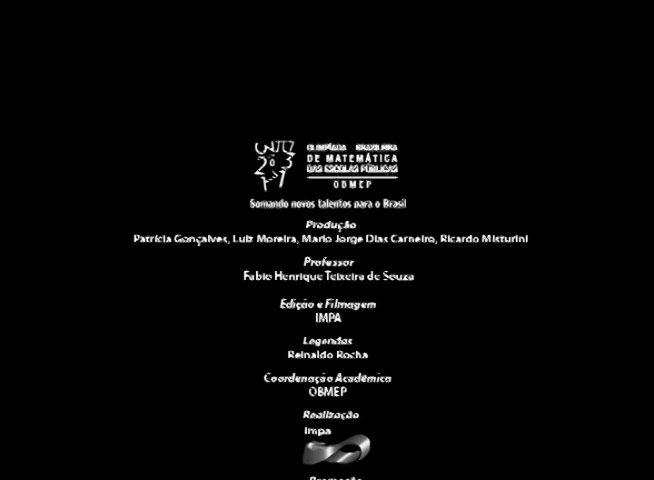 OLIMPÍADA BRASILEIRA
DE MATEMÁTICA
DAS ESCOLAS PÚBLICAS
OBMEP
Somando novos talentos para o Brasil
Produção
Patrícia Gonçalves, Luiz Moreira, Mario Jorge Dias Carneiro, Ricardo Misturini
Professor
Fabio Henrique Teixeira de Souza
Edição e Filmagem
IMPA
Legendas
Reinaldo Rocha
Coordenação Acadêmica
OBMEP
Realização
impa
Promoção